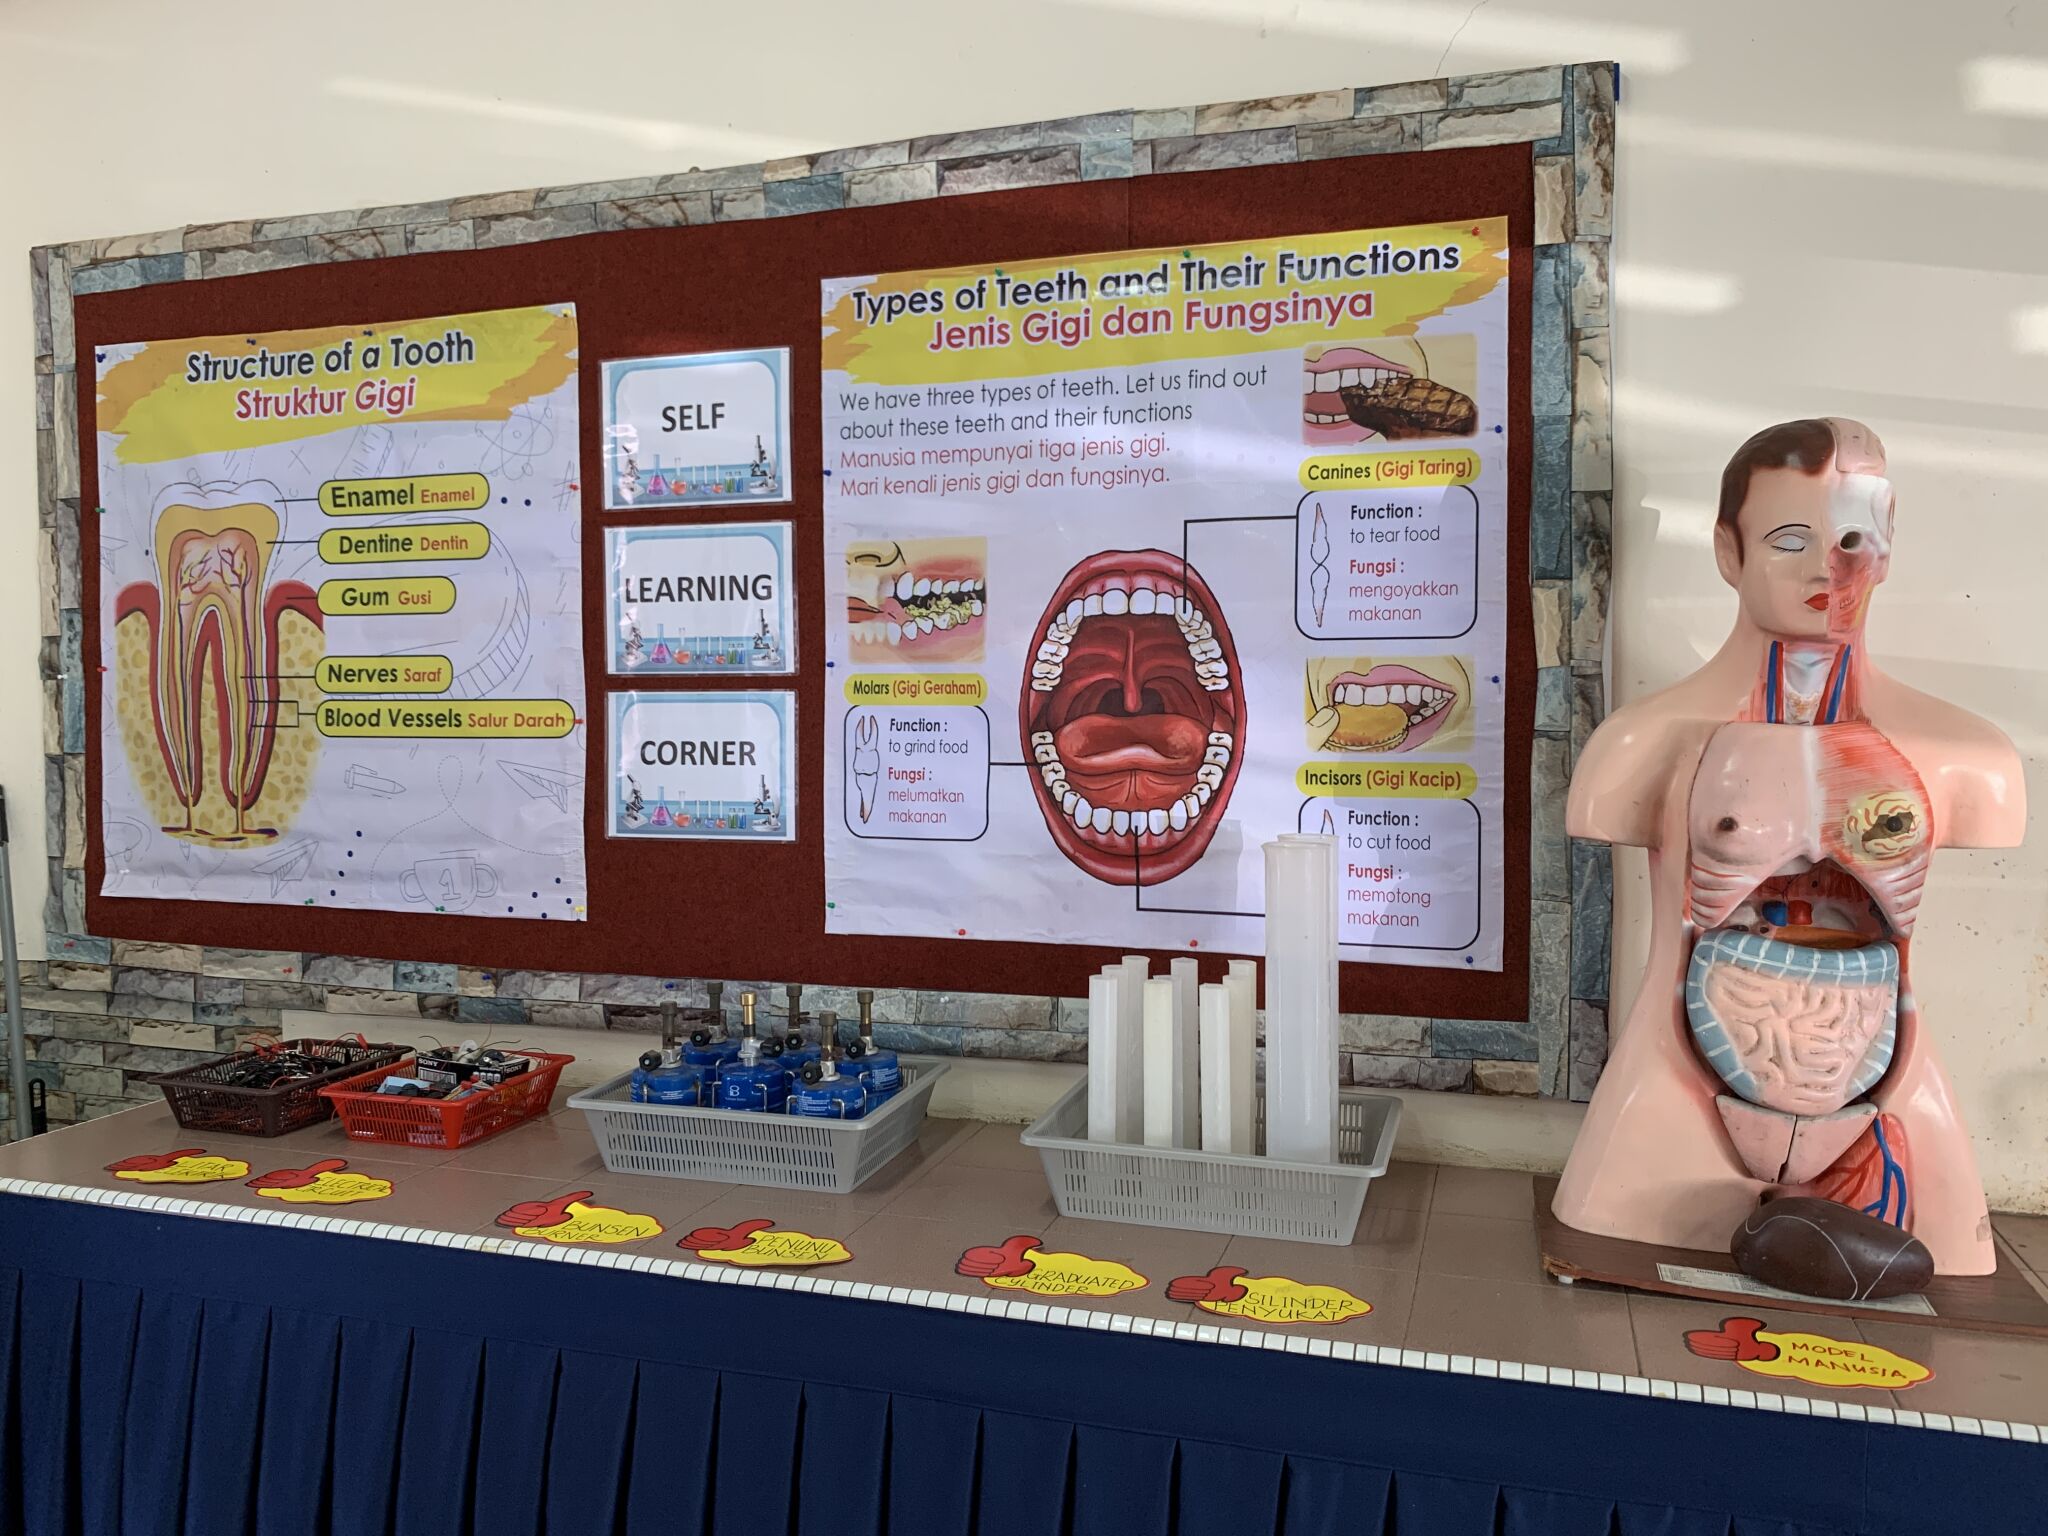 Structure of a Tooth
Struktur Gigi
Enamel Enamel
Dentine Dentin
Gum Gusi
Nerves Saraf
Blood Vessels Salur Darah
1
SELF
LEARNING
CORNER
Types of Teeth and Their Functions
Jenis Gigi dan Fungsinya
We have three types of teeth. Let us find out
about these teeth and their functions
Manusia mempunyai tiga jenis gigi.
Mari kenali jenis gigi dan fungsinya.
Molars (Gigi Geraham)
Function :
to grind food
Fungsi :
melumatkan
makanan
Canines (Gigi Taring)
Function :
to tear food
Fungsi :
mengoyakkan
makanan
Incisors (Gigi Kacip)
Function :
to cut food
Fungsi :
memotong
makanan
SONY
SONY
LITAR
CIRCUIT
BUNSEN
BURNER
PENUNU
BUNSEN
GRADUATED
CYLINDER
SILINDER
PENYUKAT
MODEL
MANUSIA